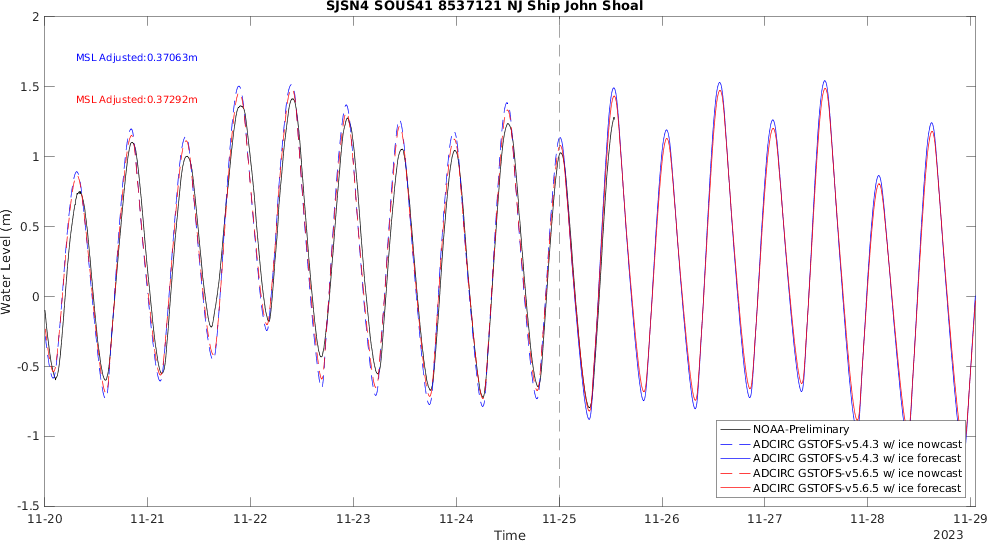 SJSN4 SOUS41 8537121 NJ Ship John Shoal
MSL Adjusted:0.37063m
MSL Adjusted:0.37292m
Water Level (m)
2
1.5
1
0.5
0
-0.5
-1
-1.5
NOAA-Preliminary
ADCIRC GSTOFS-v5.4.3 w/ ice nowcast
ADCIRC GSTOFS-v5.4.3 w/ ice forecast
ADCIRC GSTOFS-v5.6.5 w/ ice nowcast
ADCIRC GSTOFS-v5.6.5 w/ ice forecast
11-20 11-21 11-22 11-23 11-24 11-25 11-26 11-27 11-28 11-29
Time
2023